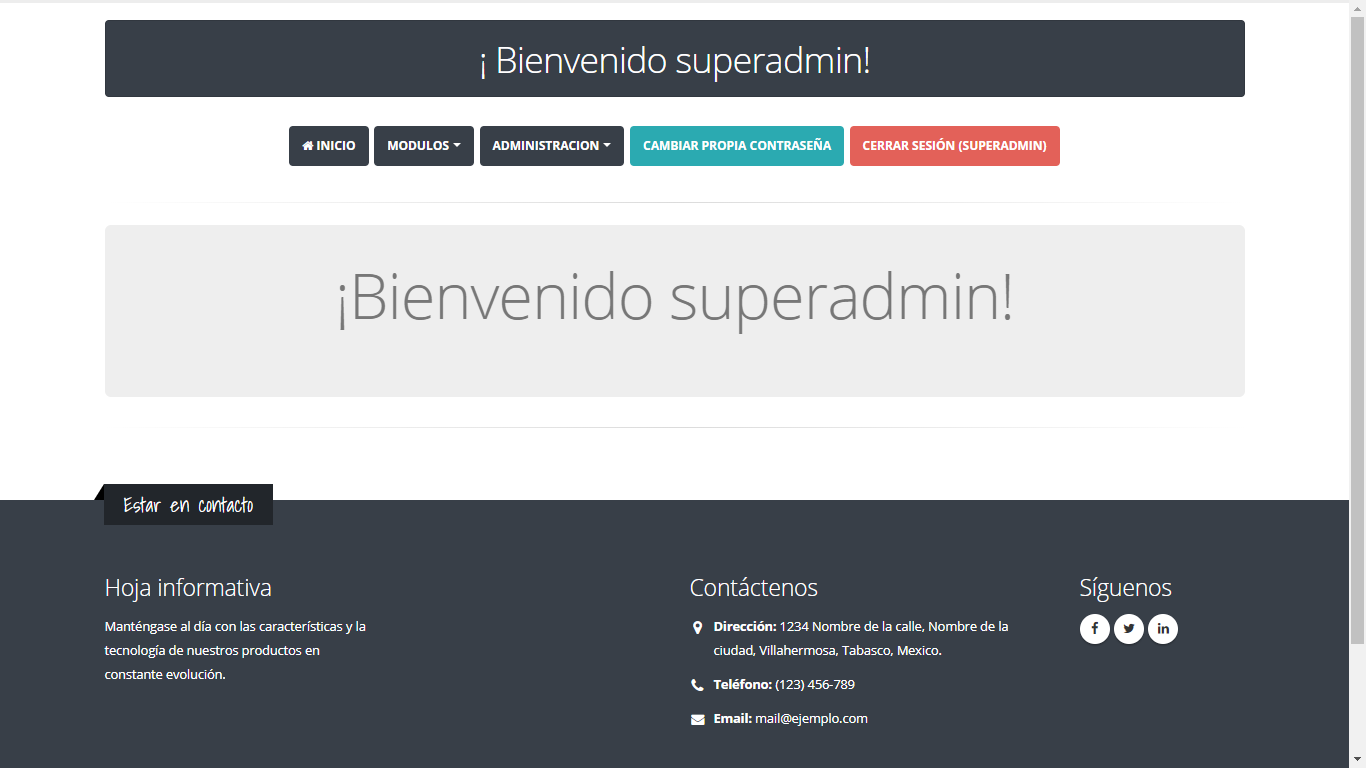 ¡ Bienvenido superadmin!
INICIO MODULOS ADMINISTRACION CAMBIAR PROPIA CONTRASEÑA CERRAR SESIÓN (SUPERADMIN)
¡Bienvenido superadmin!
Estar en contacto
Hoja informativa
Manténgase al día con las características y la
tecnología de nuestros productos en
constante evolución.
Contáctenos
Dirección: 1234 Nombre de la calle, Nombre de la
ciudad, Villahermosa, Tabasco, Mexico.
Teléfono: (123) 456-789
Email: mail@ejemplo.com
Síguenos